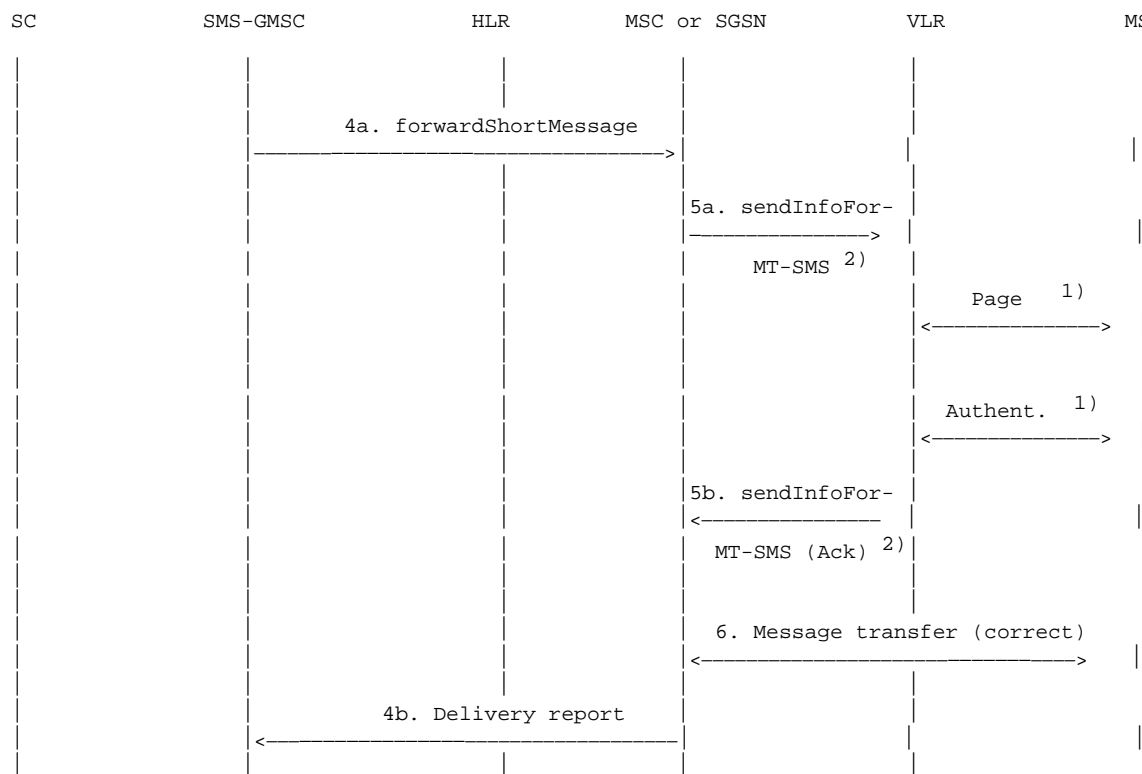 SC SMS-GMSC HLR MSC or SGSN VLR MS
4a. forwardShortMessage
5a. sendInfoFor-
MT-SMS 2)
Page 1)
Authent. 1)
5b. sendInfoFor-
MT-SMS (Ack) 2)
6. Message transfer (correct)
4b. Delivery report